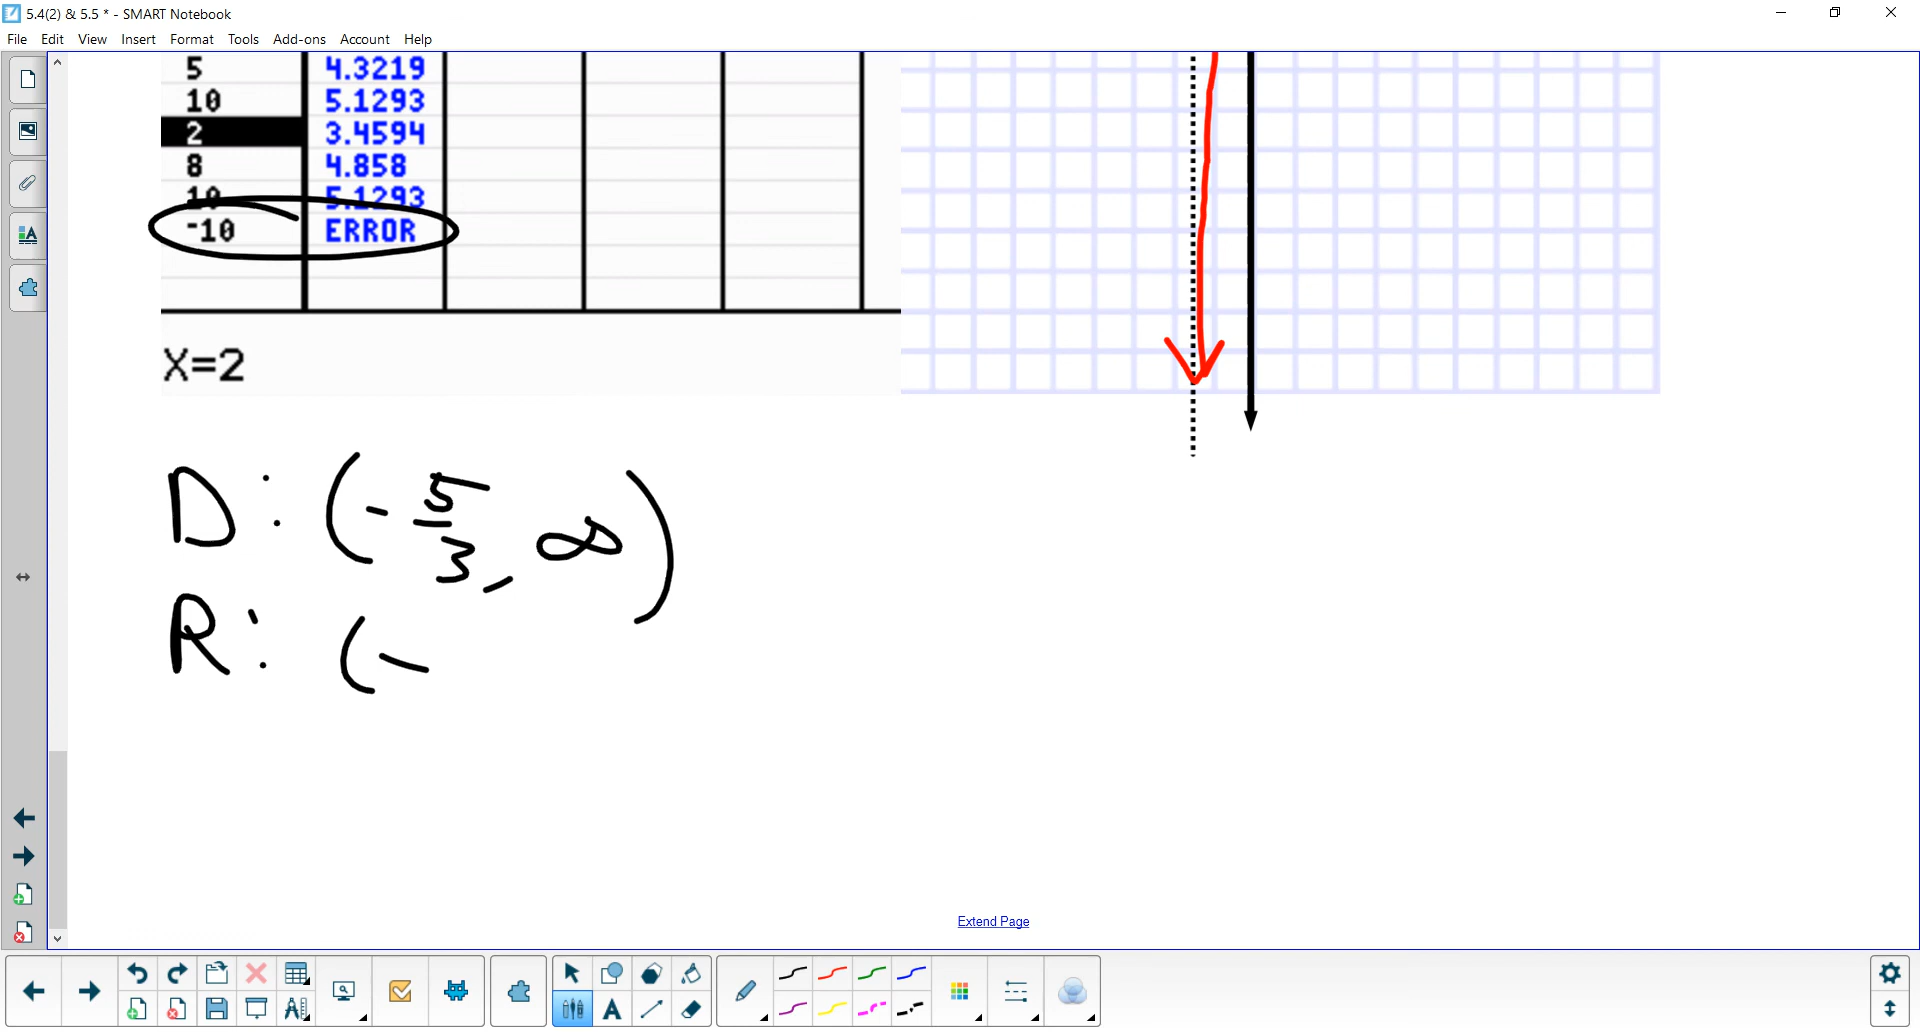 5.4(2) & 5.5 * - SMART Notebook
File Edit View Insert Format Tools Add-ons Account Help
5 4.3219
10 5.1293
2 3.4594
8 4.858
10 5.1293
-10 ERROR
X=2
D: (-5/3, ∞)
R: (-
Extend Page